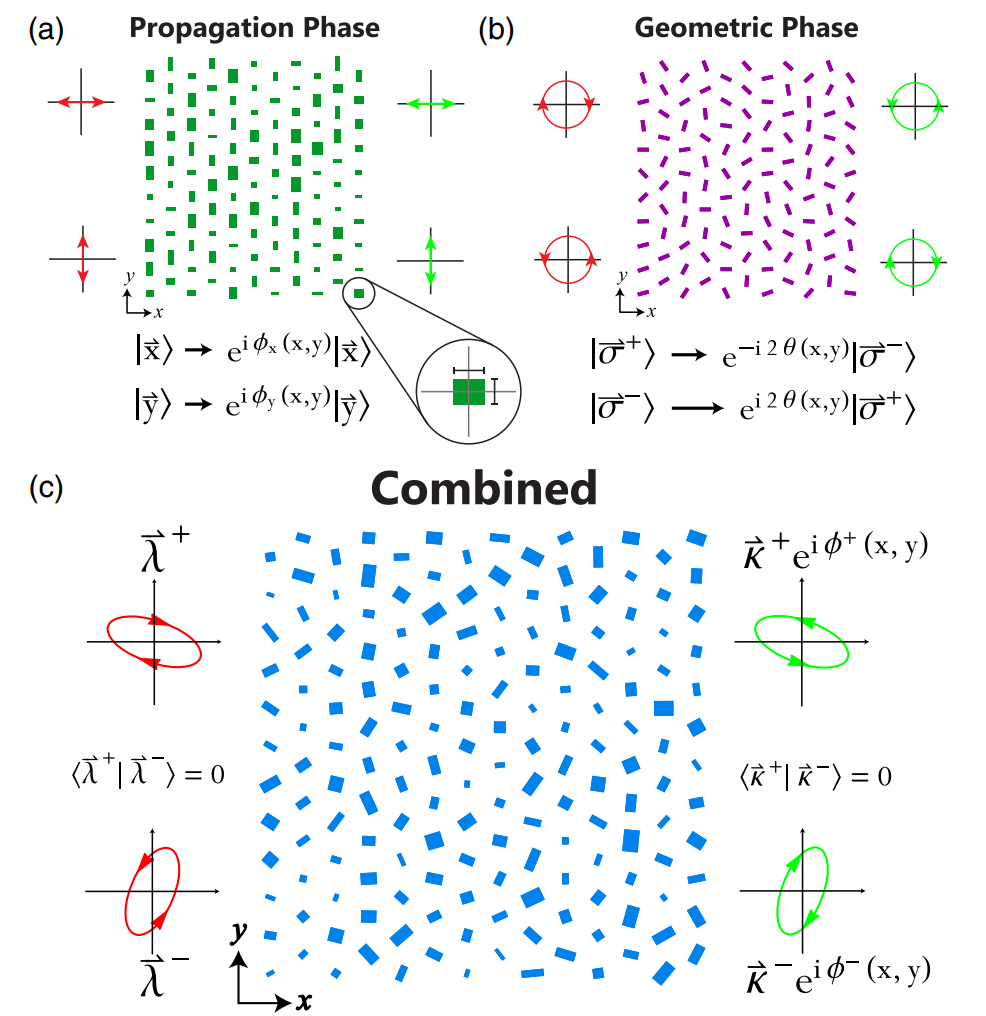 (a) Propagation Phase
(b) Geometric Phase
y
x
y
x
|x⃗⟩ → e^{i ϕ_x (x,y)}|x⃗⟩
|y⃗⟩ → e^{i ϕ_y (x,y)}|y⃗⟩
|σ⃗⁺⟩ → e^{-i 2 θ (x,y)}|σ⃗⁻⟩
|σ⃗⁻⟩ → e^{i 2 θ (x,y)}|σ⃗⁺⟩
(c) Combined
λ⃗⁺
κ⃗⁺e^{i ϕ⁺ (x, y)}
⟨λ⃗⁺| λ⃗⁻⟩ = 0
⟨κ⃗⁺| κ⃗⁻⟩ = 0
λ⃗⁻
y
x
κ⃗⁻e^{i ϕ⁻ (x, y)}